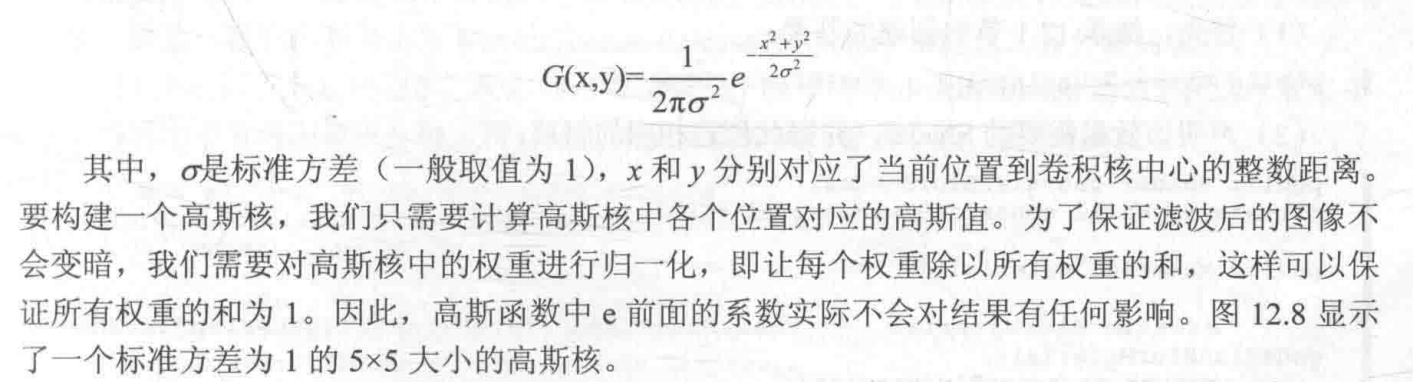 G(x,y)=\frac{1}{2πσ^2}e^{-\frac{x^2+y^2}{2σ^2}}
其中，σ是标准方差（一般取值为 1），x 和 y 分别对应了当前位置到卷积核中心的整数距离。
要构建一个高斯核，我们只需要计算高斯核中各个位置对应的高斯值。为了保证滤波后的图像不
会变暗，我们需要对高斯核中的权重进行归一化，即让每个权重除以所有权重的和，这样可以保
证所有权重的和为 1。因此，高斯函数中 e 前面的系数实际不会对结果有任何影响。图 12.8 显示
了一个标准方差为 1 的 5×5 大小的高斯核。